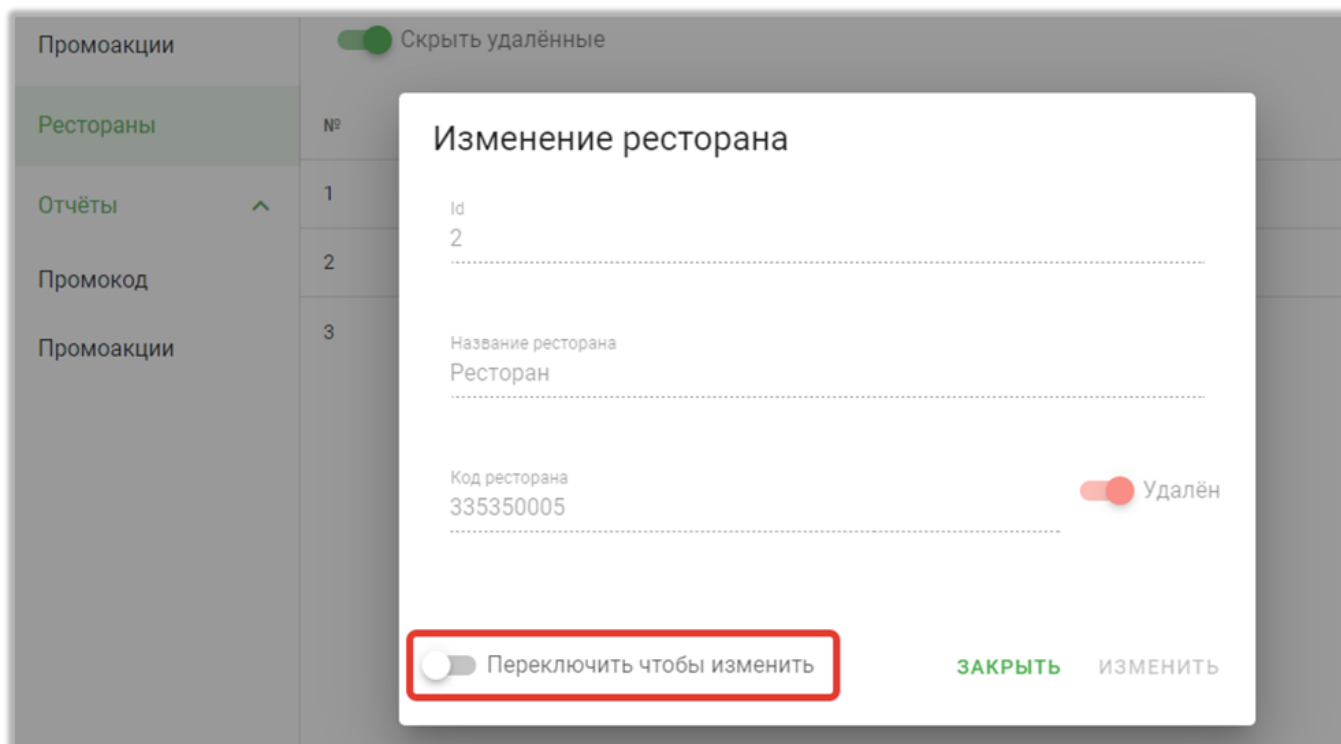 Промоакции
Скрыть удалённые
Рестораны
№
Отчёты
1
Промокод
2
Промоакции
3
Изменение ресторана
Id
2
Название ресторана
Ресторан
Код ресторана
335350005
Удалён
Переключить чтобы изменить
ЗАКРЫТЬ ИЗМЕНИТЬ